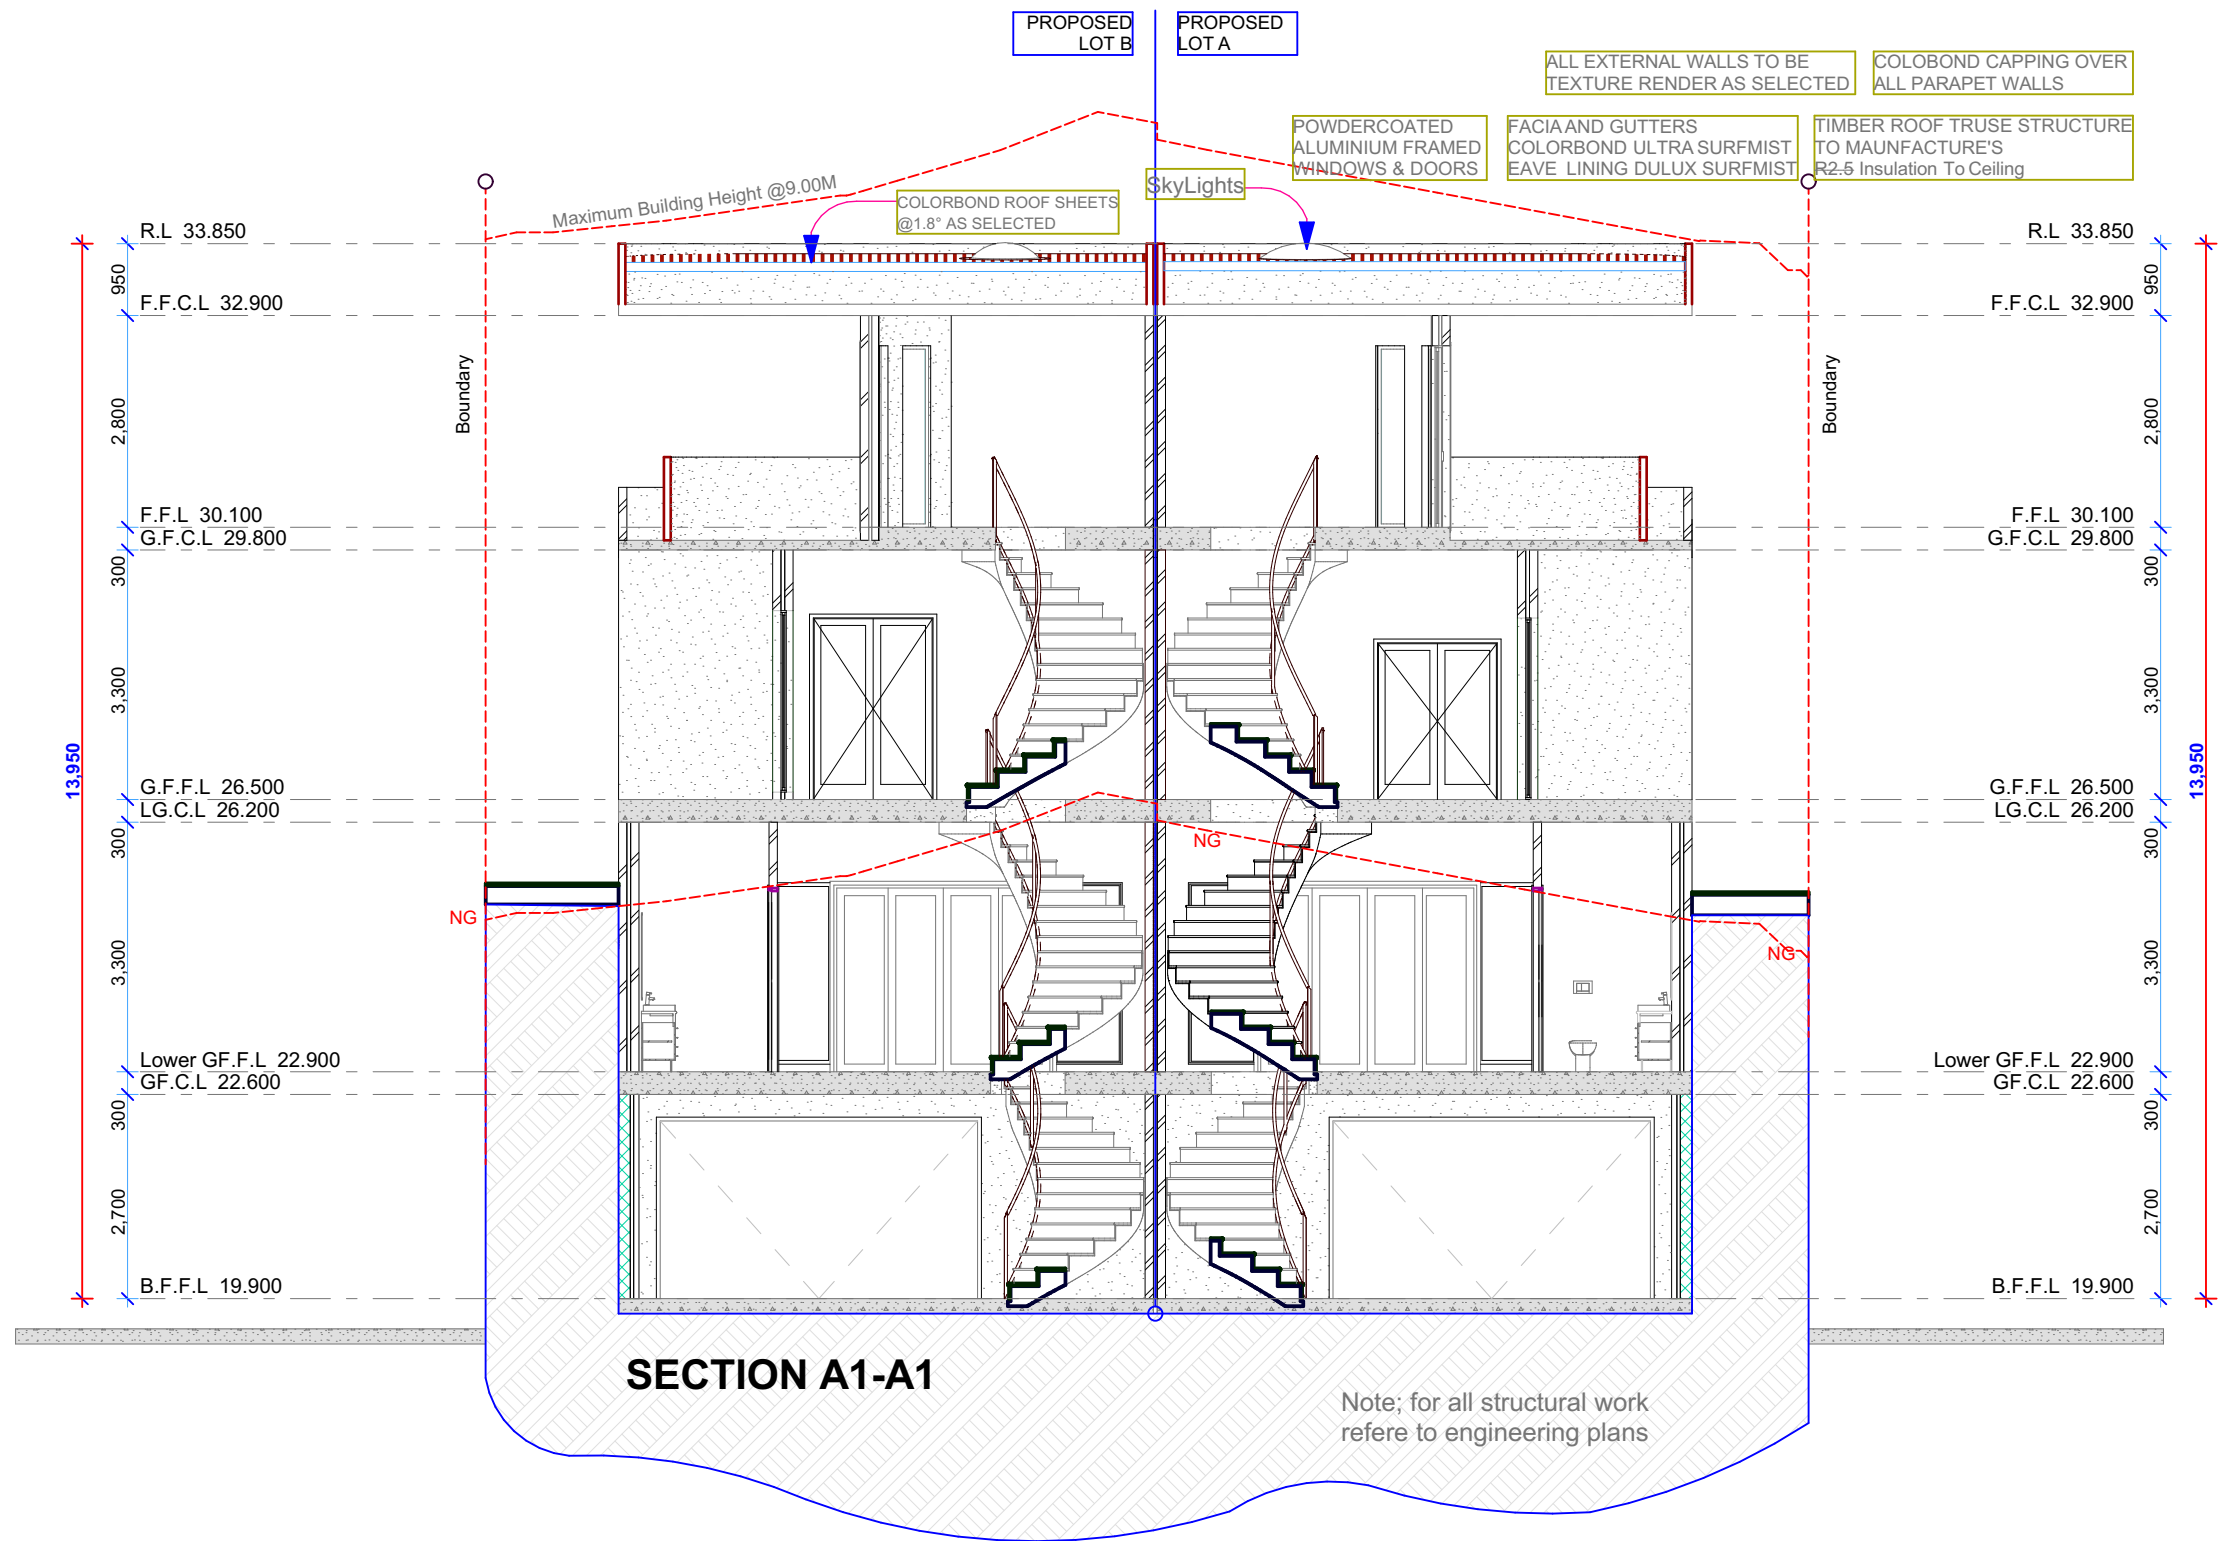 PROPOSED
LOT B
PROPOSED
LOT A
ALL EXTERNAL WALLS TO BE
TEXTURE RENDER AS SELECTED
COLOBOND CAPPING OVER
ALL PARAPET WALLS
POWDERCOATED
ALUMINIUM FRAMED
WINDOWS & DOORS
FACIA AND GUTTERS
COLORBOND ULTRA SURFMIST
EAVE LINING DULUX SURFMIST
TIMBER ROOF TRUSE STRUCTURE
TO MAUNFACTURE'S
R2.5 Insulation To Ceiling
SkyLights
Maximum Building Height @9.00M
COLORBOND ROOF SHEETS
@1.8° AS SELECTED
R.L 33.850
950
F.F.C.L 32.900
2,800
F.F.L 30.100
G.F.C.L 29.800
300
3,300
G.F.F.L 26.500
LG.C.L 26.200
300
3,300
Lower GF.F.L 22.900
GF.C.L 22.600
300
2,700
B.F.F.L 19.900
13,950
Boundary
NG
NG
NG
Boundary
R.L 33.850
950
F.F.C.L 32.900
2,800
F.F.L 30.100
G.F.C.L 29.800
300
3,300
G.F.F.L 26.500
LG.C.L 26.200
300
3,300
Lower GF.F.L 22.900
GF.C.L 22.600
300
2,700
B.F.F.L 19.900
13,950
SECTION A1-A1
Note; for all structural work
refere to engineering plans